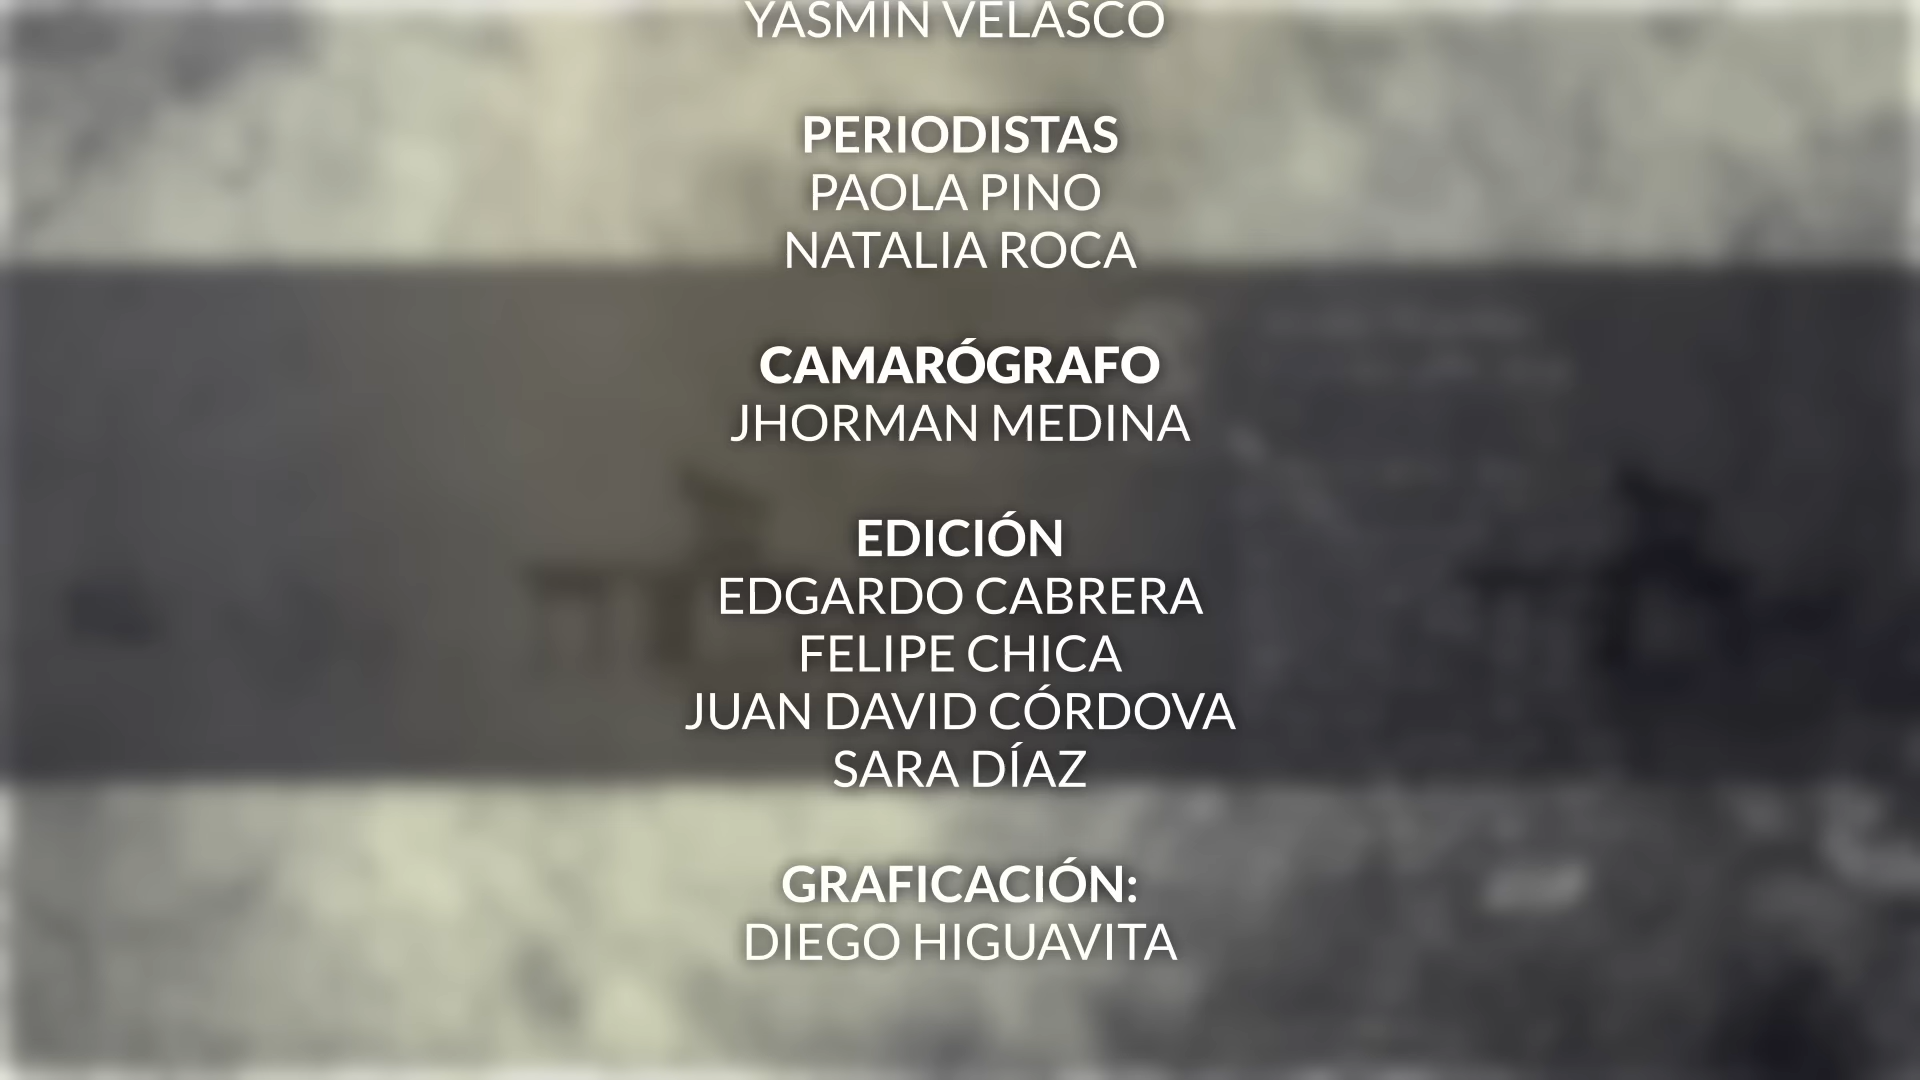 YASMIN VELASCO
PERIODISTAS
PAOLA PINO
NATALIA ROCA
CAMARÓGRAFO
JHORMAN MEDINA
EDICIÓN
EDGARDO CABRERA
FELIPE CHICA
JUAN DAVID CÓRDOVA
SARA DÍAZ
GRAFICACIÓN:
DIEGO HIGUAVITA